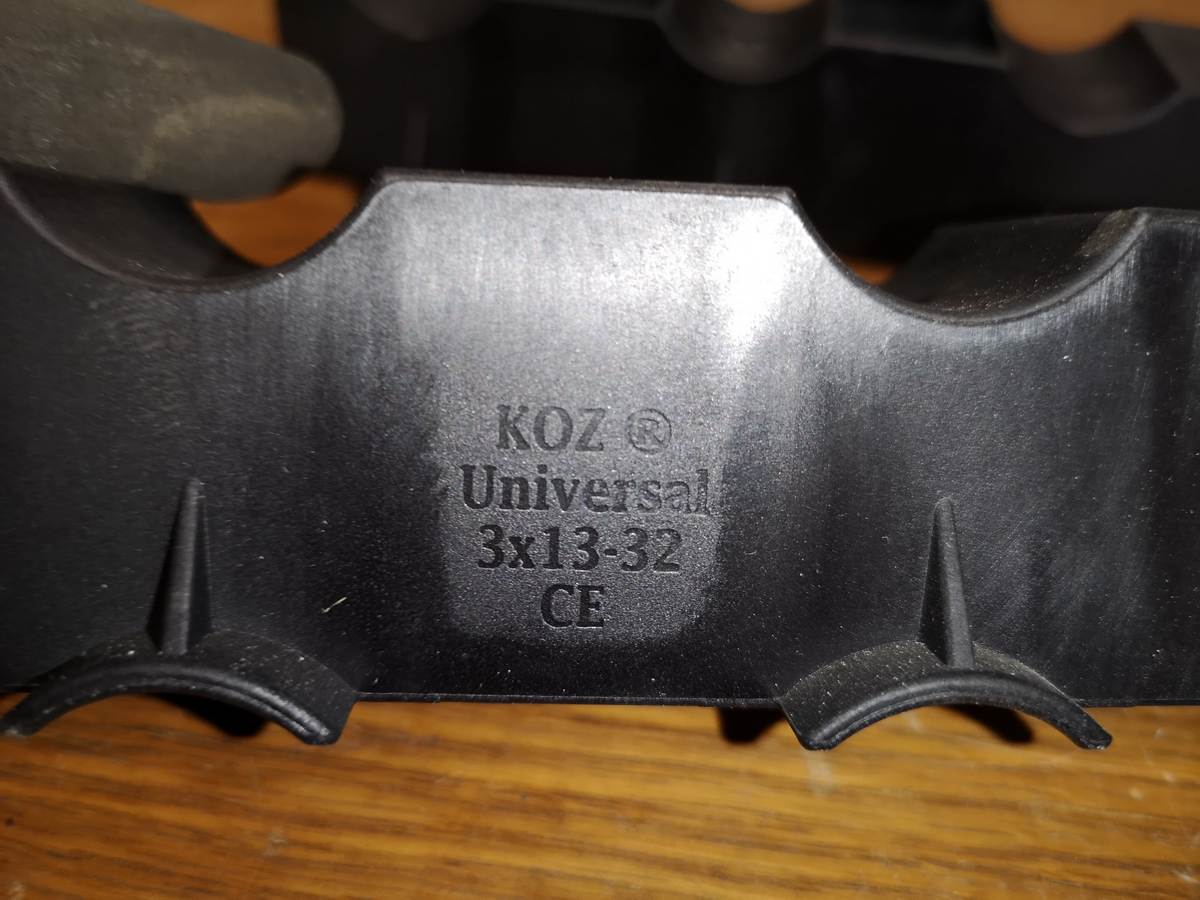 KOZ ®
Universal
3x13-32
CE